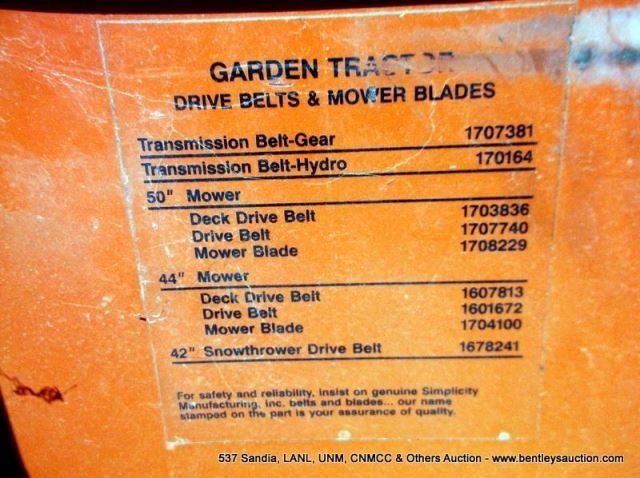 GARDEN TRACTOR
DRIVE BELTS & MOWER BLADES
Transmission Belt-Gear 1707381
Transmission Belt-Hydro 170164
50" Mower
Deck Drive Belt 1703836
Drive Belt 1707740
Mower Blade 1708229
44" Mower
Deck Drive Belt 1607813
Drive Belt 1601672
Mower Blade 1704100
42" Snowthrower Drive Belt 1678241
For safety and reliability, insist on genuine Simplicity
Manufacturing, Inc. belts and blades... our name
stamped on the part is your assurance of quality.
537 Sandia, LANL, UNM, CNMCC & Others Auction - www.bentleysauction.com